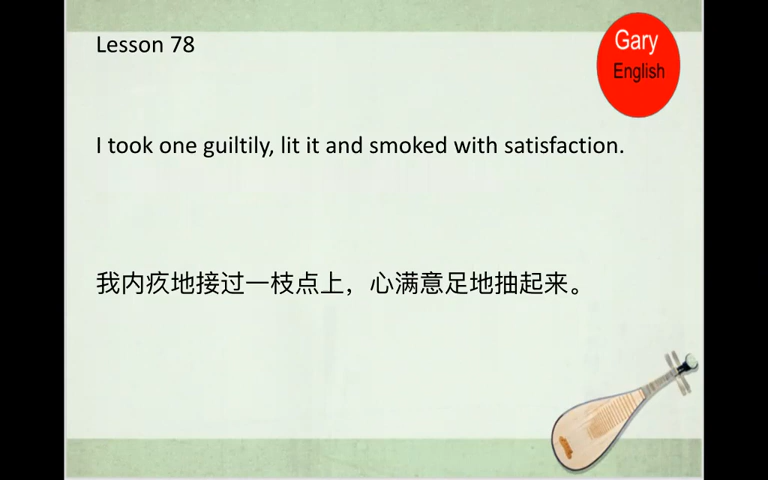 Lesson 78
Gary
English
I took one guiltily, lit it and smoked with satisfaction.
我内疚地接过一枝点上，心满意足地抽起来。